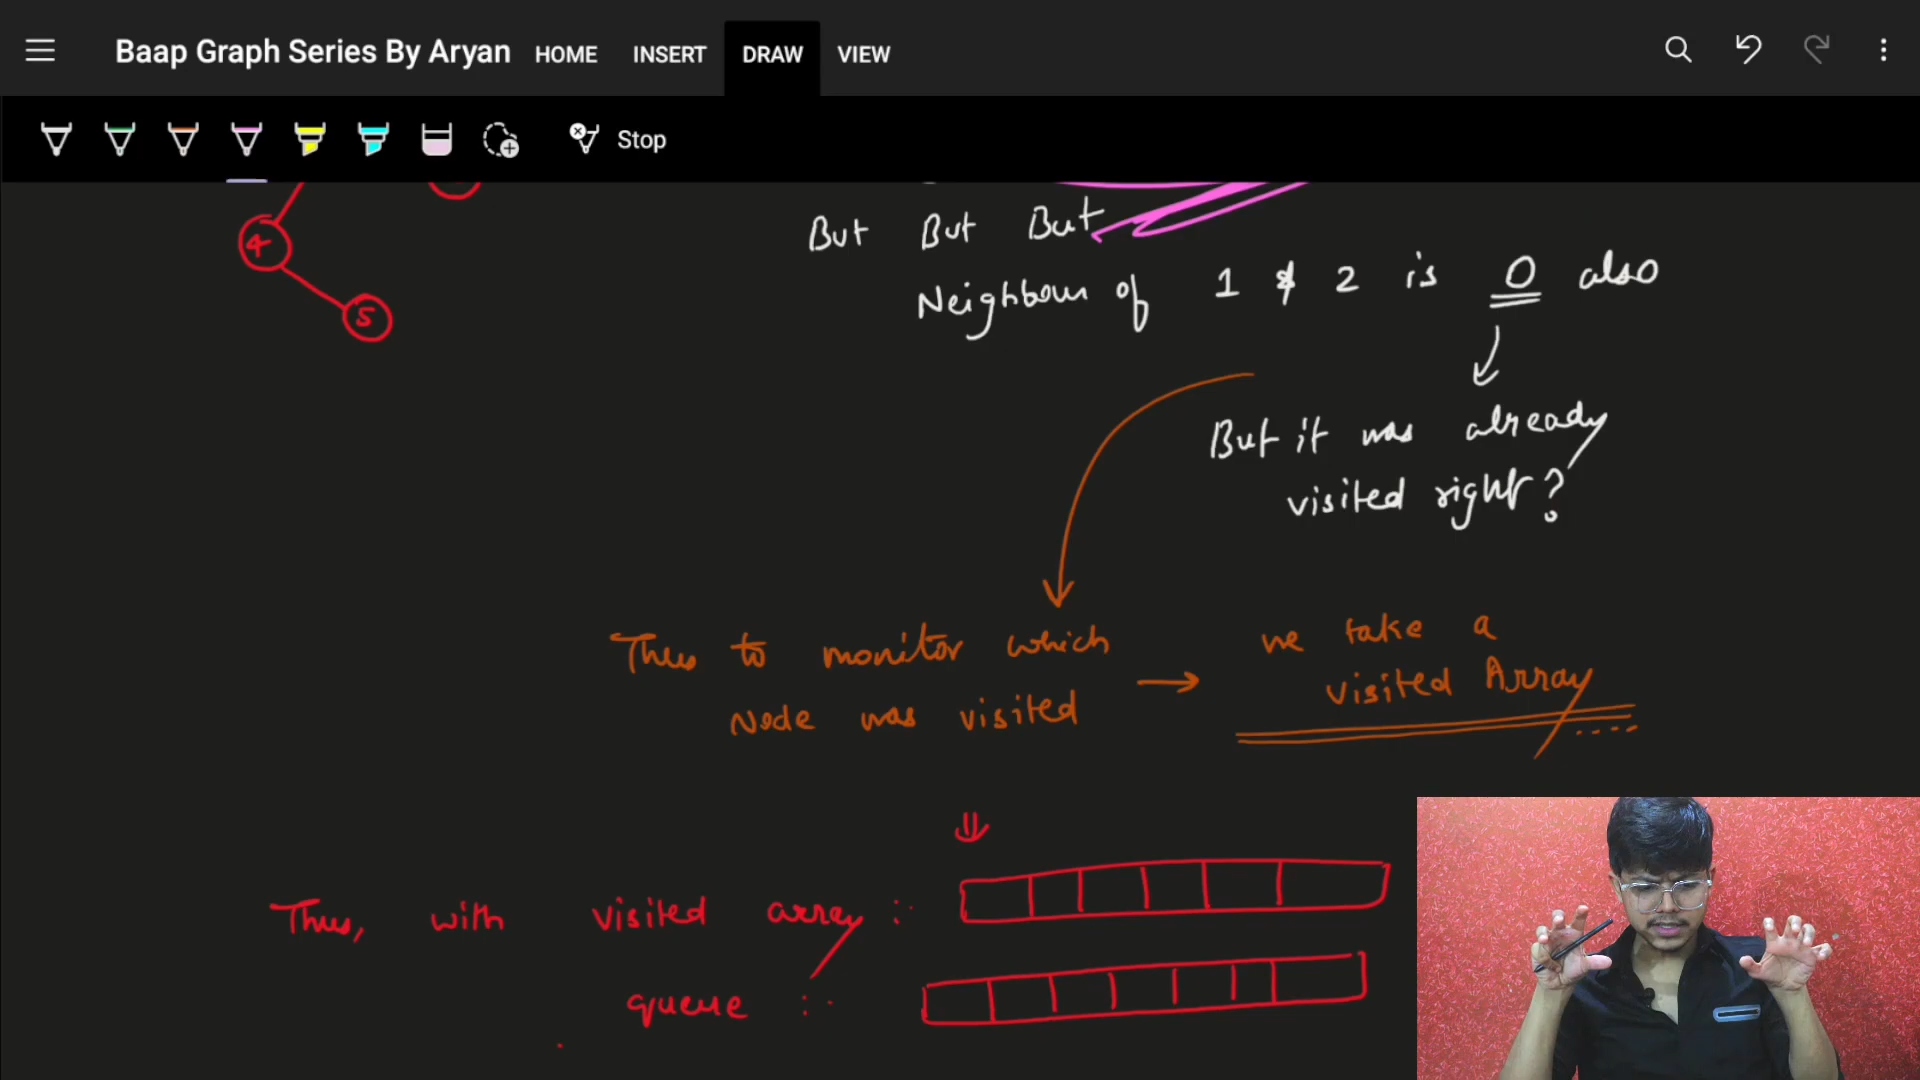 Baap Graph Series By Aryan HOME INSERT DRAW VIEW
Stop
4
But But But
Neighbour of 1 & 2 is 0 also
5
But it was already
visited right?
Thus to monitor which
Node was visited
we take a
visited Array
Thus, with visited array :-
queue :-